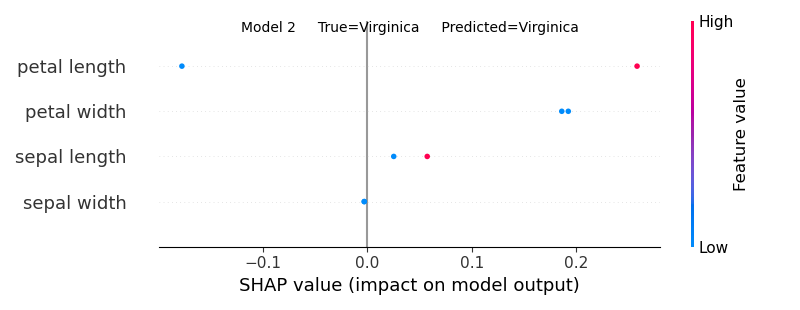 Model 2 True=Virginica Predicted=Virginica
High
petal length
petal width
sepal length
sepal width
Feature value
Low
−0.1 0.0 0.1 0.2
SHAP value (impact on model output)